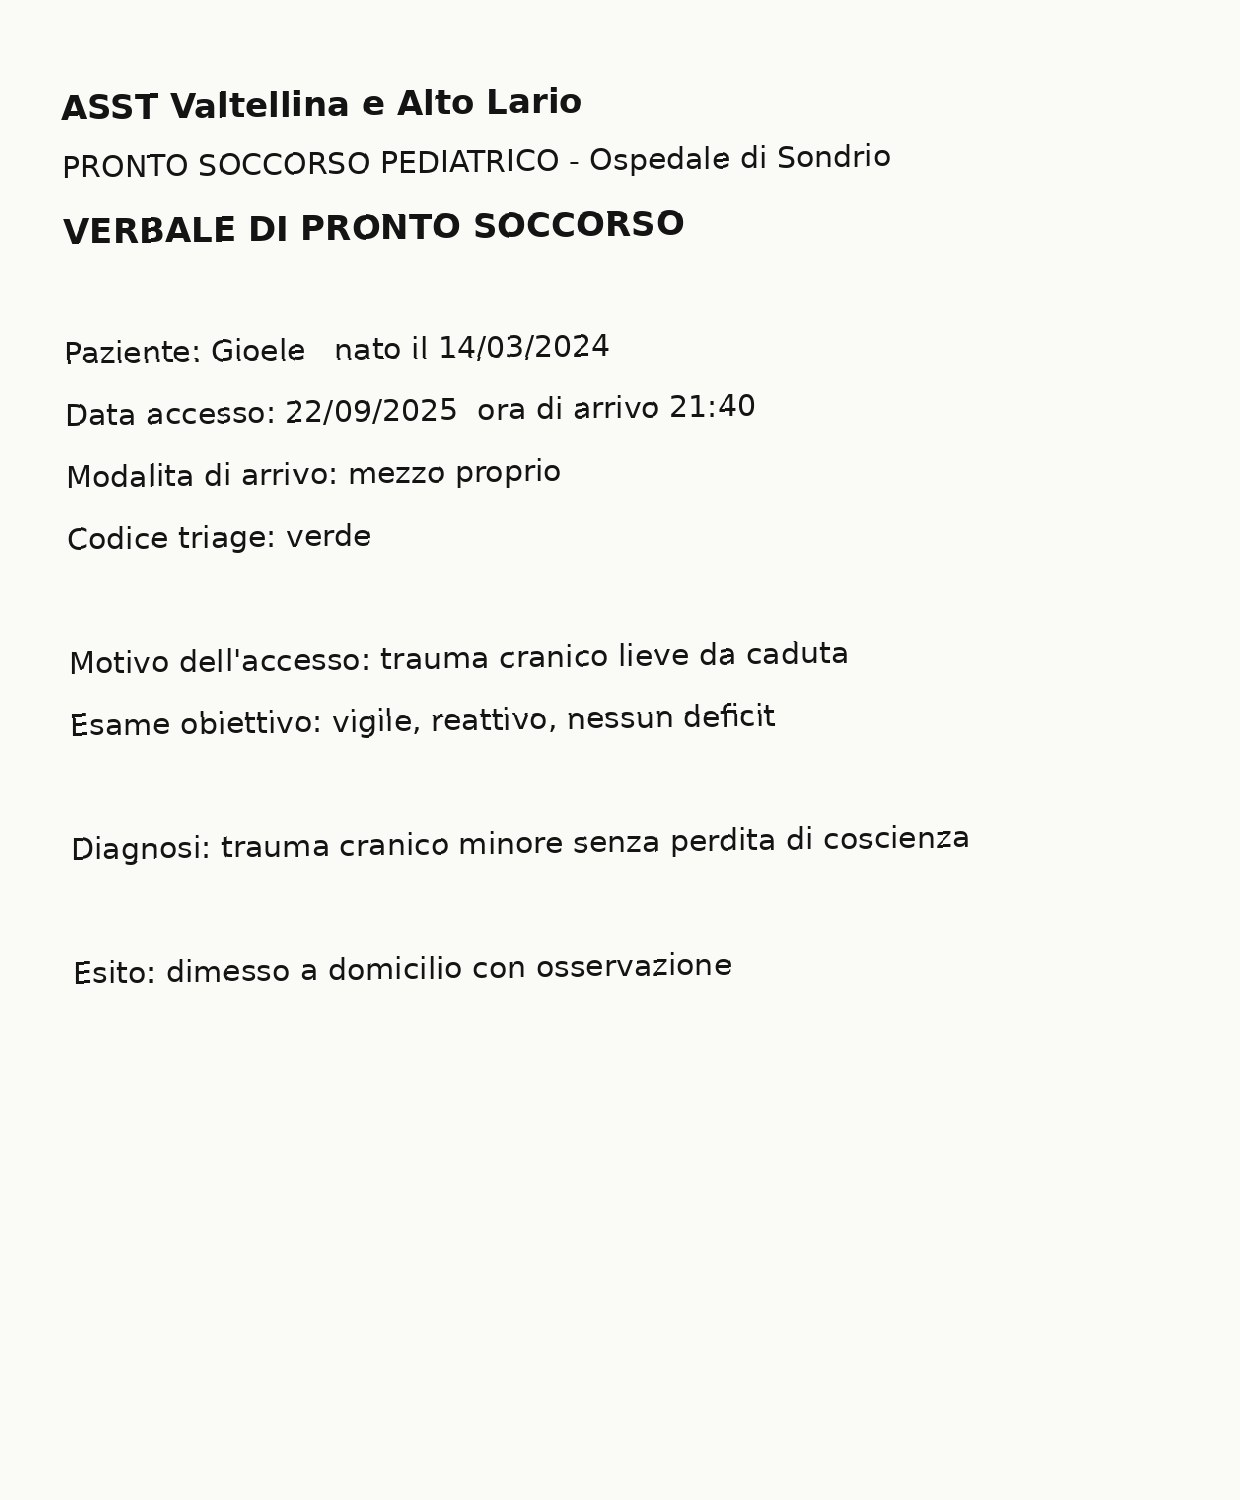 ASST Valtellina e Alto Lario
PRONTO SOCCORSO PEDIATRICO - Ospedale di Sondrio
VERBALE DI PRONTO SOCCORSO
Paziente: Gioele nato il 14/03/2024
Data accesso: 22/09/2025 ora di arrivo 21:40
Modalita di arrivo: mezzo proprio
Codice triage: verde
Motivo dell'accesso: trauma cranico lieve da caduta
Esame obiettivo: vigile, reattivo, nessun deficit
Diagnosi: trauma cranico minore senza perdita di coscienza
Esito: dimesso a domicilio con osservazione